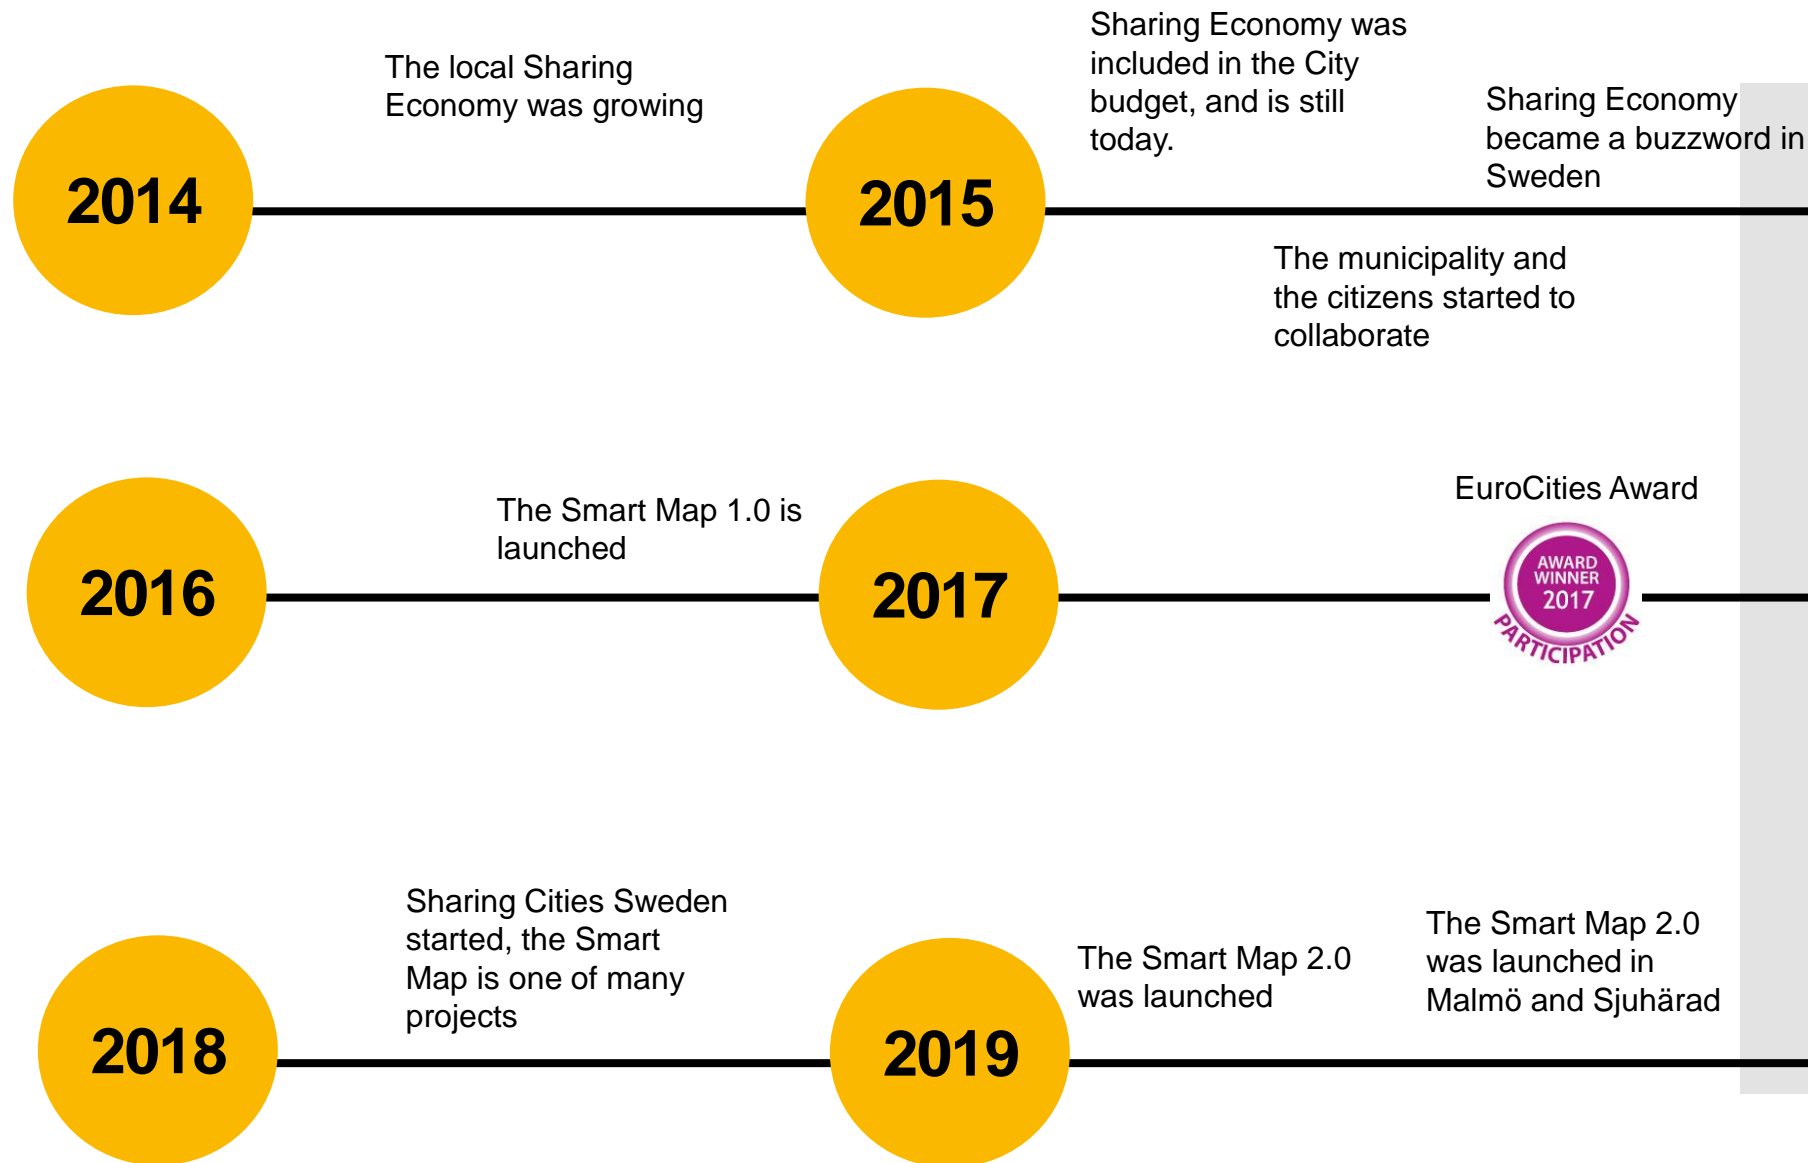 2014
The local Sharing
Economy was growing
2015
Sharing Economy was
included in the City
budget, and is still
today.
Sharing Economy
became a buzzword in
Sweden
The municipality and
the citizens started to
collaborate
2016
The Smart Map 1.0 is
launched
2017
EuroCities Award
AWARD
WINNER
2017
PARTICIPATION
2018
Sharing Cities Sweden
started, the Smart
Map is one of many
projects
2019
The Smart Map 2.0
was launched
The Smart Map 2.0
was launched in
Malmö and Sjuhärad